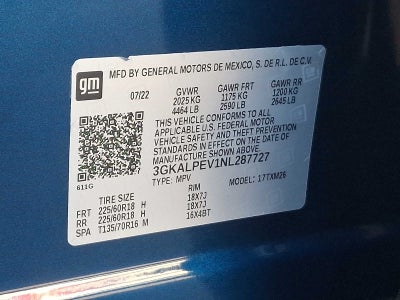 gm
MFD BY GENERAL MOTORS DE MEXICO, S. DE R.L. DE C.V.
07/22 GVWR GAWR FRT GAWR RR
2025 KG 1175 KG 1200 KG
4464 LB 2590 LB 2645 LB
THIS VEHICLE CONFORMS TO ALL
APPLICABLE U.S. FEDERAL MOTOR
VEHICLE SAFETY AND THEFT PREVENTION
STANDARDS IN EFFECT ON THE DATE OF
MANUFACTURE SHOWN ABOVE.
3GKALPEV1NL287727
611G TYPE: MPV MODEL: 17TXM26
TIRE SIZE RIM
FRT 225/60R18 H 18X7J
RR 225/60R18 H 18X7J
SPA T135/70R16 M 16X4BT